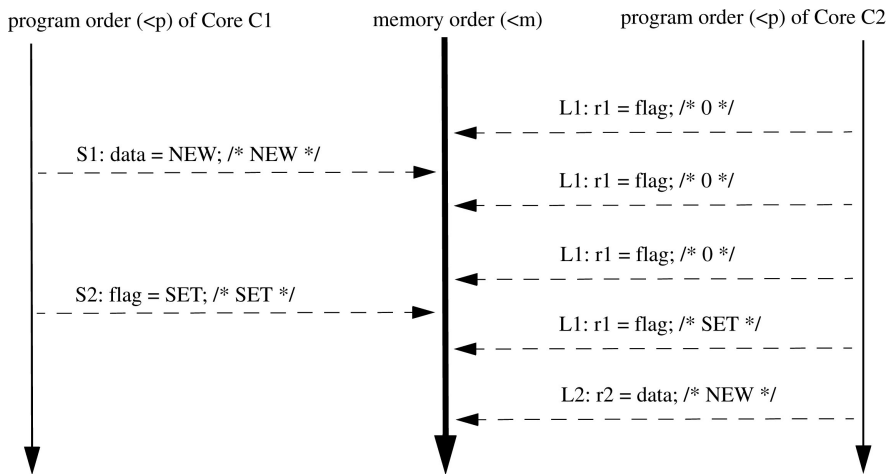 program order (<p) of Core C1
memory order (<m)
program order (<p) of Core C2
L1: r1 = flag; /* 0 */
S1: data = NEW; /* NEW */
L1: r1 = flag; /* 0 */
L1: r1 = flag; /* 0 */
S2: flag = SET; /* SET */
L1: r1 = flag; /* SET */
L2: r2 = data; /* NEW */